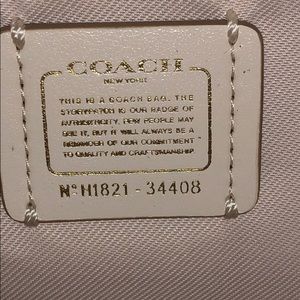 COACH
NEW YORK
THIS IS A COACH BAG. THE
STORYPATCH IS OUR BADGE OF
AUTHENTICITY. FEW PEOPLE MAY
SEE IT, BUT IT WILL ALWAYS BE A
REMINDER OF OUR COMMITMENT
TO QUALITY AND CRAFTSMANSHIP.
Nº H1821 - 34408